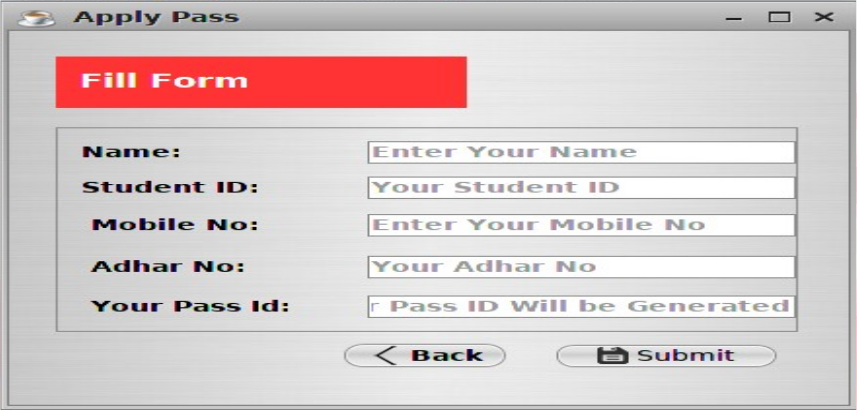 Apply Pass
Fill Form
Name: Enter Your Name
Student ID: Your Student ID
Mobile No: Enter Your Mobile No
Adhar No: Your Adhar No
Your Pass Id: r Pass ID Will be Generated
Back Submit